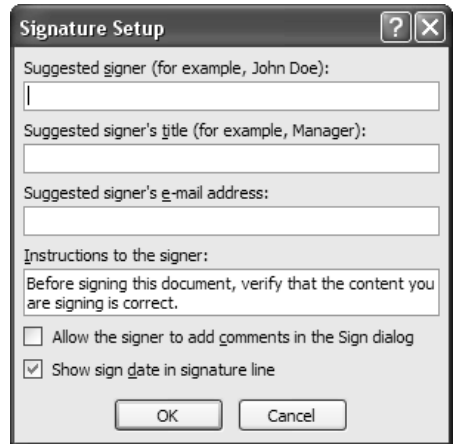 Signature Setup
?
Suggested signer (for example, John Doe):
Suggested signer's title (for example, Manager):
Suggested signer's e-mail address:
Instructions to the signer:
Before signing this document, verify that the content you
are signing is correct.
Allow the signer to add comments in the Sign dialog
Show sign date in signature line
OK Cancel